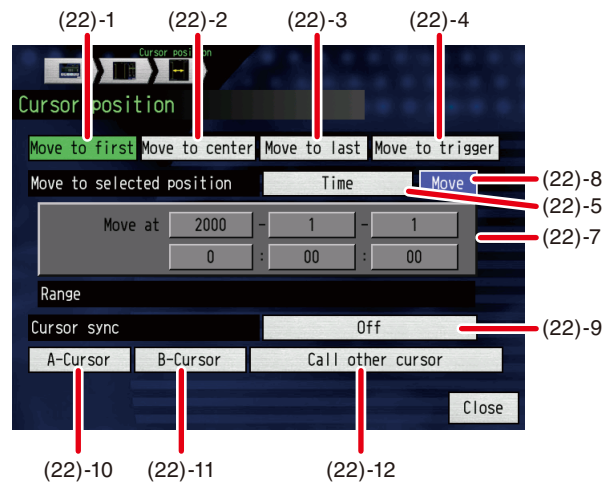 (22)-1 (22)-2 (22)-3 (22)-4
Cursor position
Cursor position
Move to first Move to center Move to last Move to trigger
Move to selected position Time Move (22)-8
(22)-5
Move at 2000 - 1 - 1 (22)-7
0 : 00 : 00
Range
Cursor sync Off (22)-9
A-Cursor B-Cursor Call other cursor
Close
(22)-10 (22)-11 (22)-12